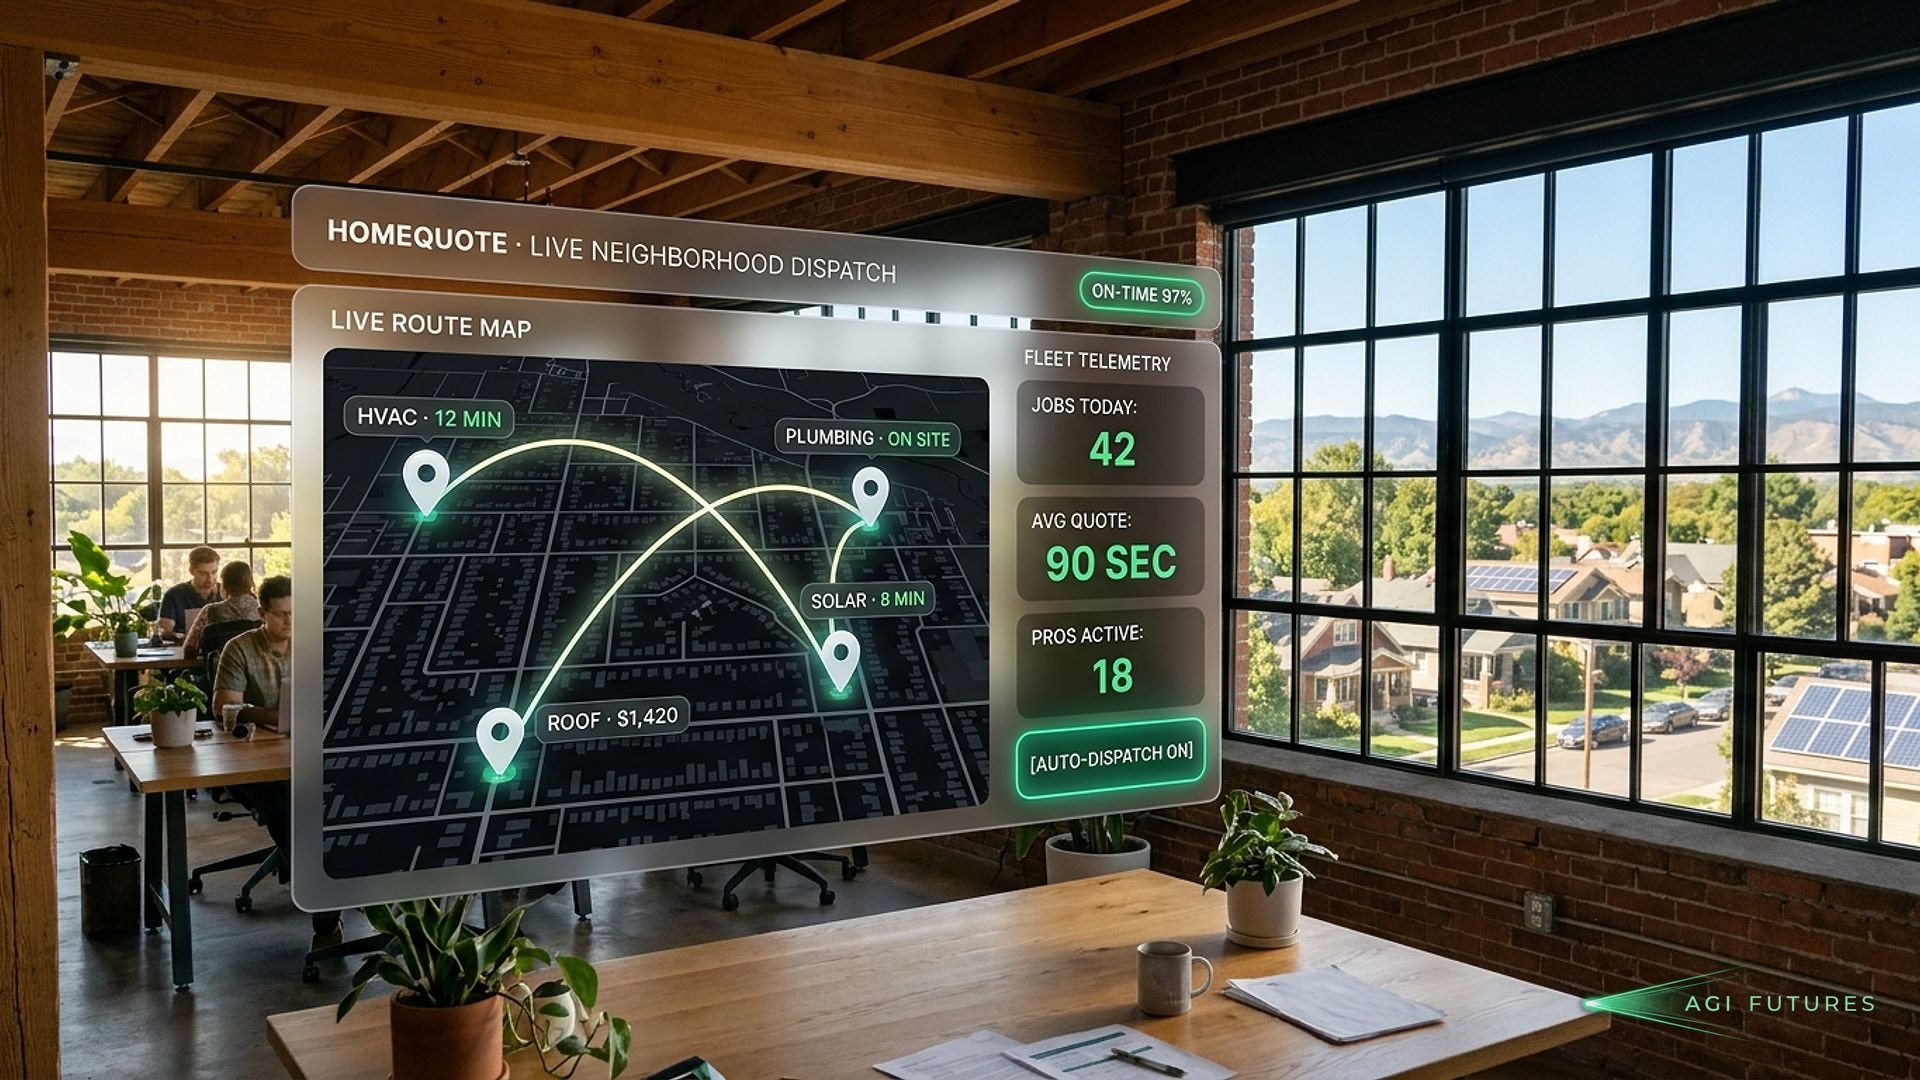 HOMEQUOTE · LIVE NEIGHBORHOOD DISPATCH
ON-TIME 97%
LIVE ROUTE MAP
HVAC · 12 MIN
PLUMBING · ON SITE
SOLAR · 8 MIN
ROOF · $1,420
FLEET TELEMETRY
JOBS TODAY:
42
AVG QUOTE:
90 SEC
PROS ACTIVE:
18
[AUTO-DISPATCH ON]
AGI FUTURES